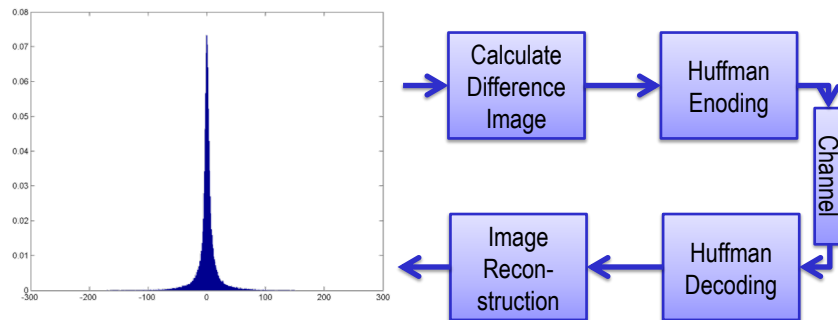 0.08
0.07
0.06
0.05
0.04
0.03
0.02
0.01
0
-300
-200
-100
0
100
200
300
Calculate
Difference
Image
Huffman
Enoding
Channel
Image
Recon-
struction
Huffman
Decoding